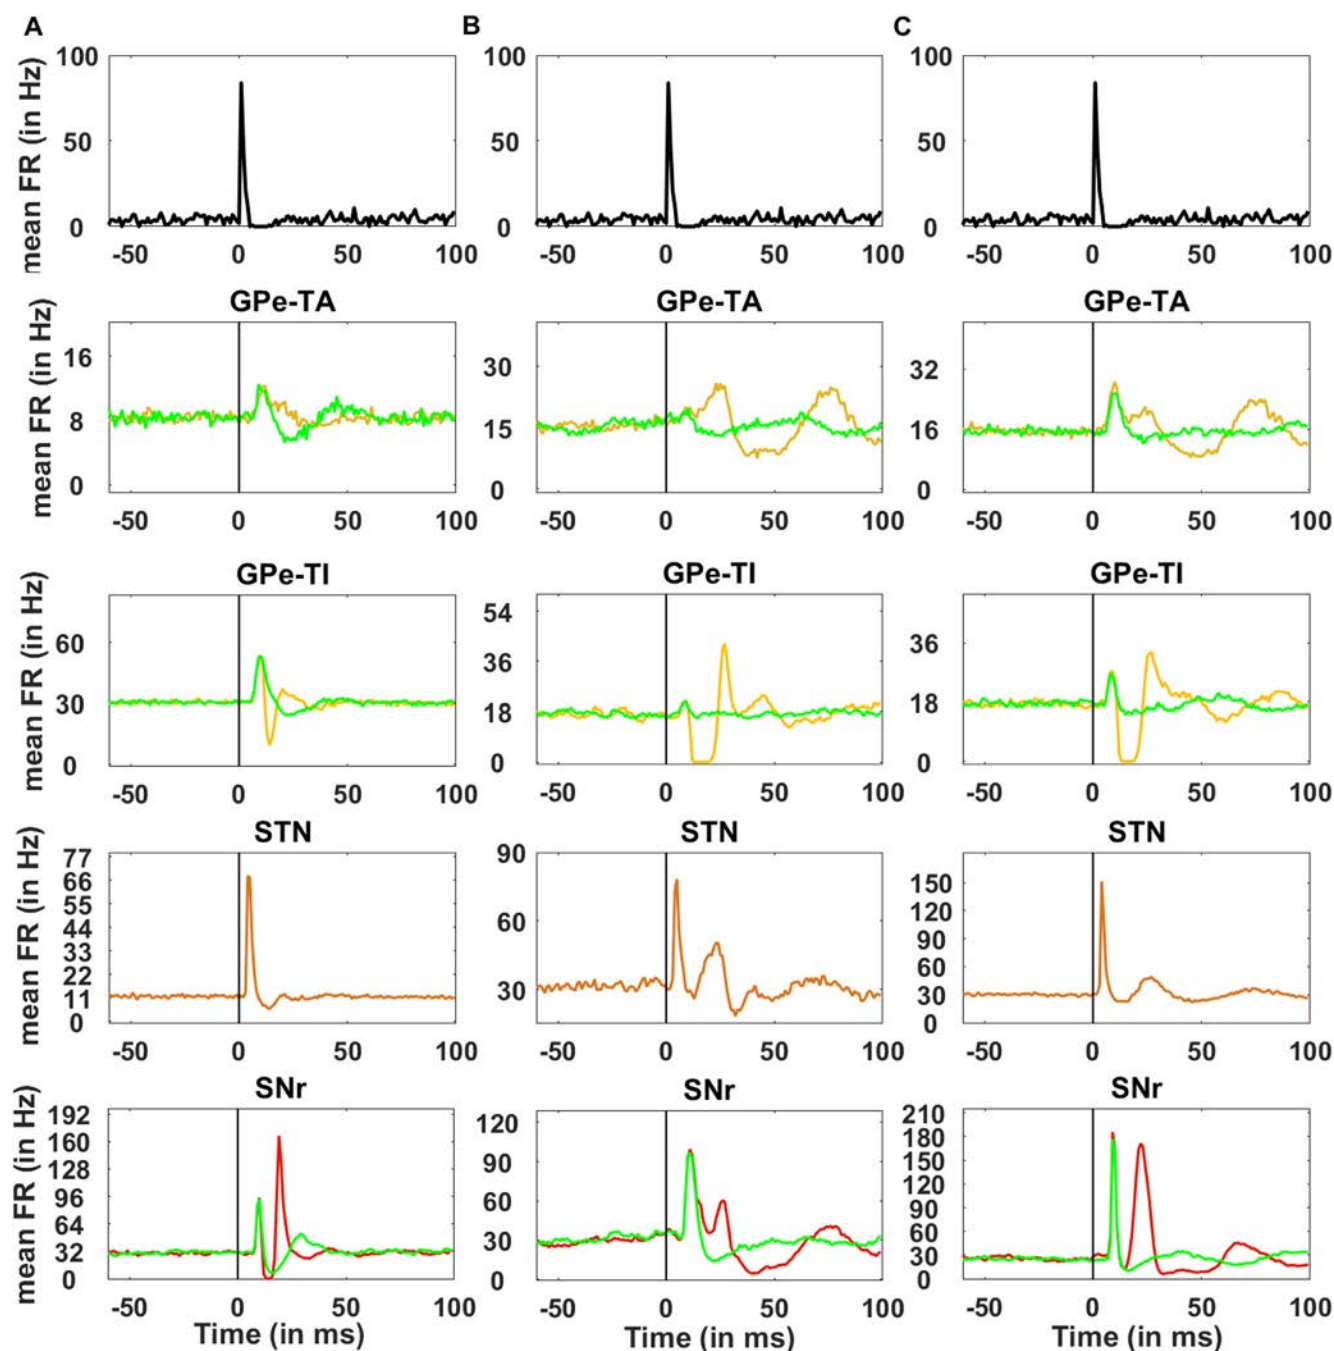 A B C
mean FR (in Hz)
100 100 100
50 50 50
0 0 0
-50 0 50 100 -50 0 50 100 -50 0 50 100
GPe-TA GPe-TA GPe-TA
mean FR (in Hz)
16 30 32
8 15 16
0 0 0
-50 0 50 100 -50 0 50 100 -50 0 50 100
GPe-TI GPe-TI GPe-TI
mean FR (in Hz)
60 54 36
30 36 18
0 18 0
0
-50 0 50 100 -50 0 50 100 -50 0 50 100
STN STN STN
mean FR (in Hz)
77 90 150
66 60 120
55 30 90
44 60
33 30
22 0
11
0
-50 0 50 100 -50 0 50 100 -50 0 50 100
SNr SNr SNr
mean FR (in Hz)
192 120 210
160 90 180
128 60 150
96 30 120
64 0 90
32 60
0 30
0
-50 0 50 100 -50 0 50 100 -50 0 50 100
Time (in ms) Time (in ms) Time (in ms)